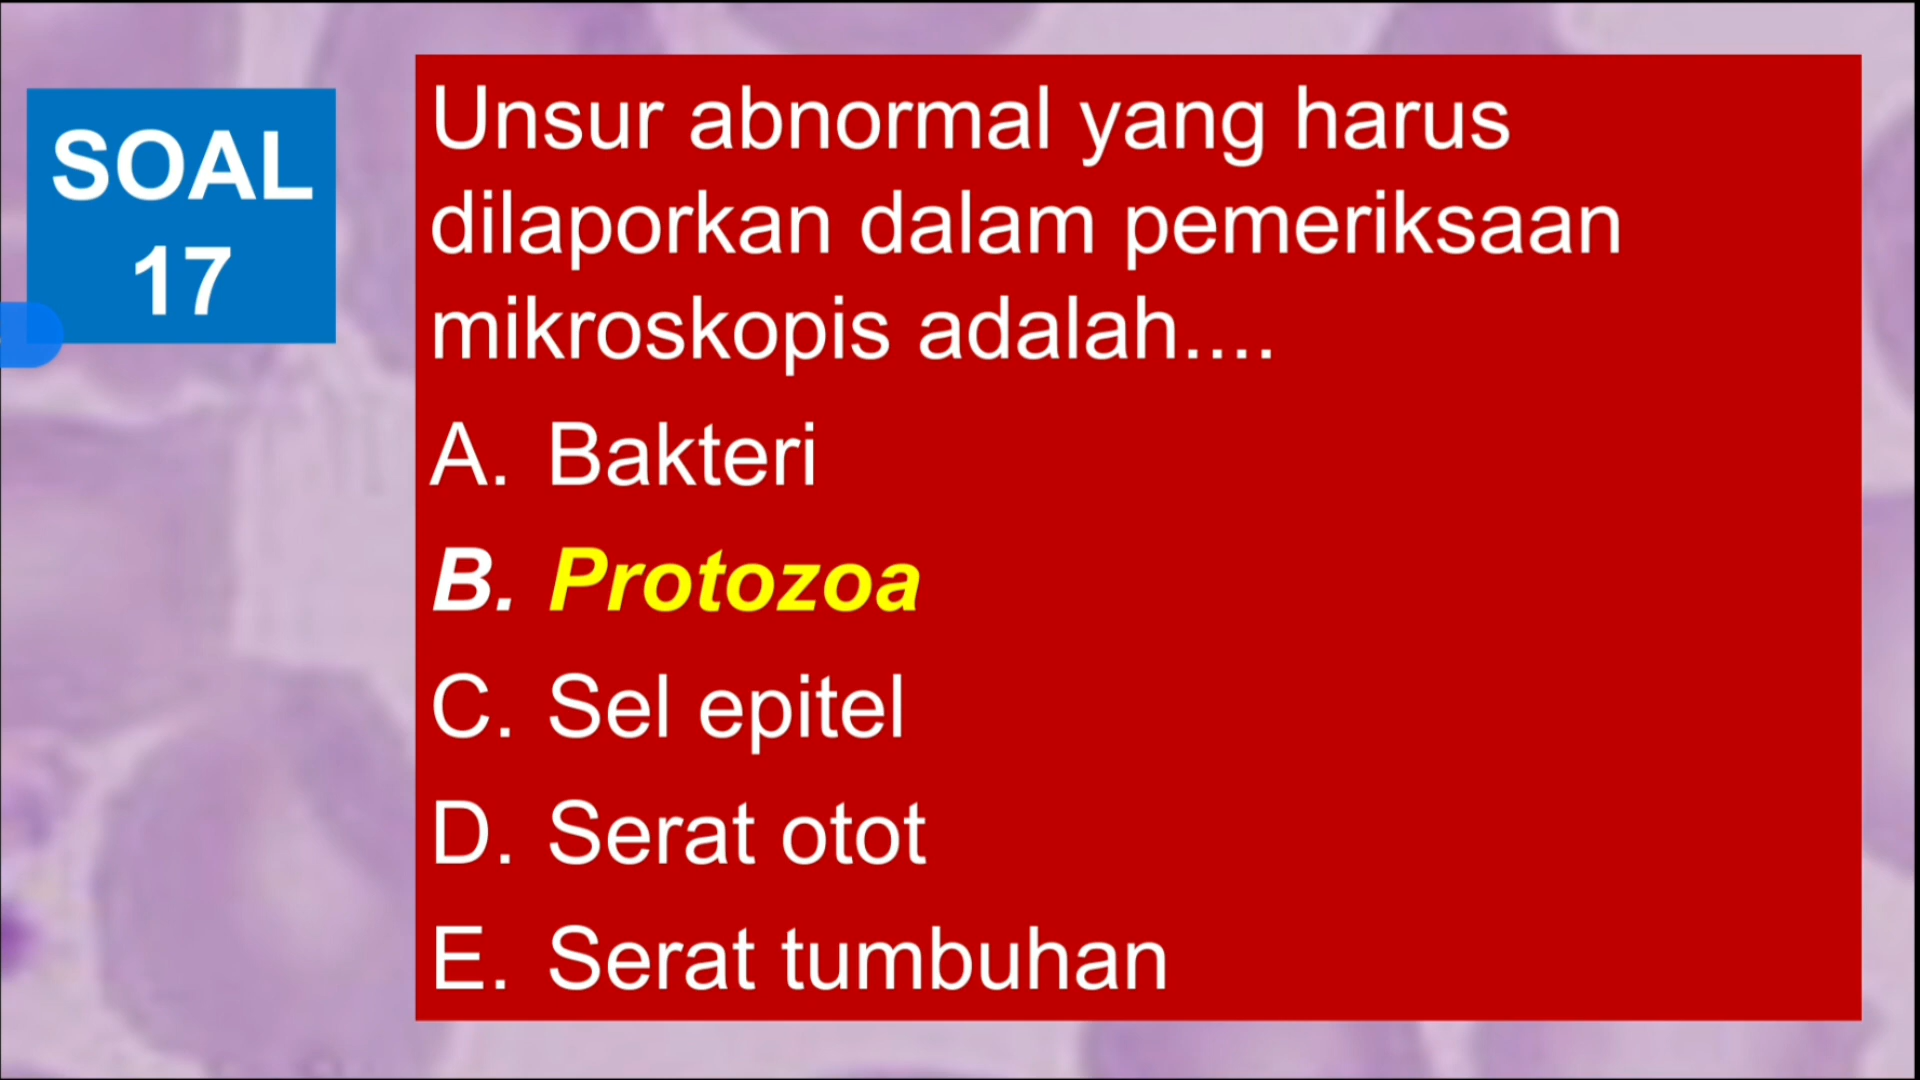 SOAL
17
Unsur abnormal yang harus
dilaporkan dalam pemeriksaan
mikroskopis adalah....
A. Bakteri
B. Protozoa
C. Sel epitel
D. Serat otot
E. Serat tumbuhan